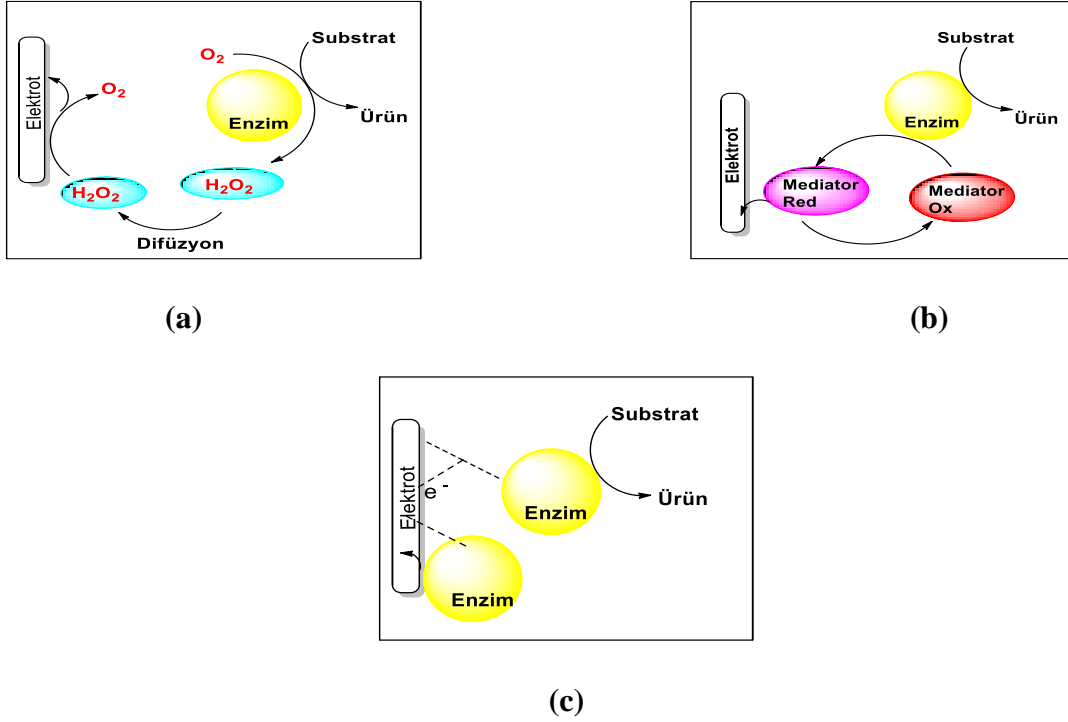 Substrat
O₂
Elektrot
O₂
Enzim
Ürün
H₂O₂
H₂O₂
Difüzyon
(a)
Substrat
Enzim
Ürün
Elektrot
Mediator
Red
Mediator
Ox
(b)
Substrat
Elektrot
e⁻
Enzim
Ürün
Enzim
(c)